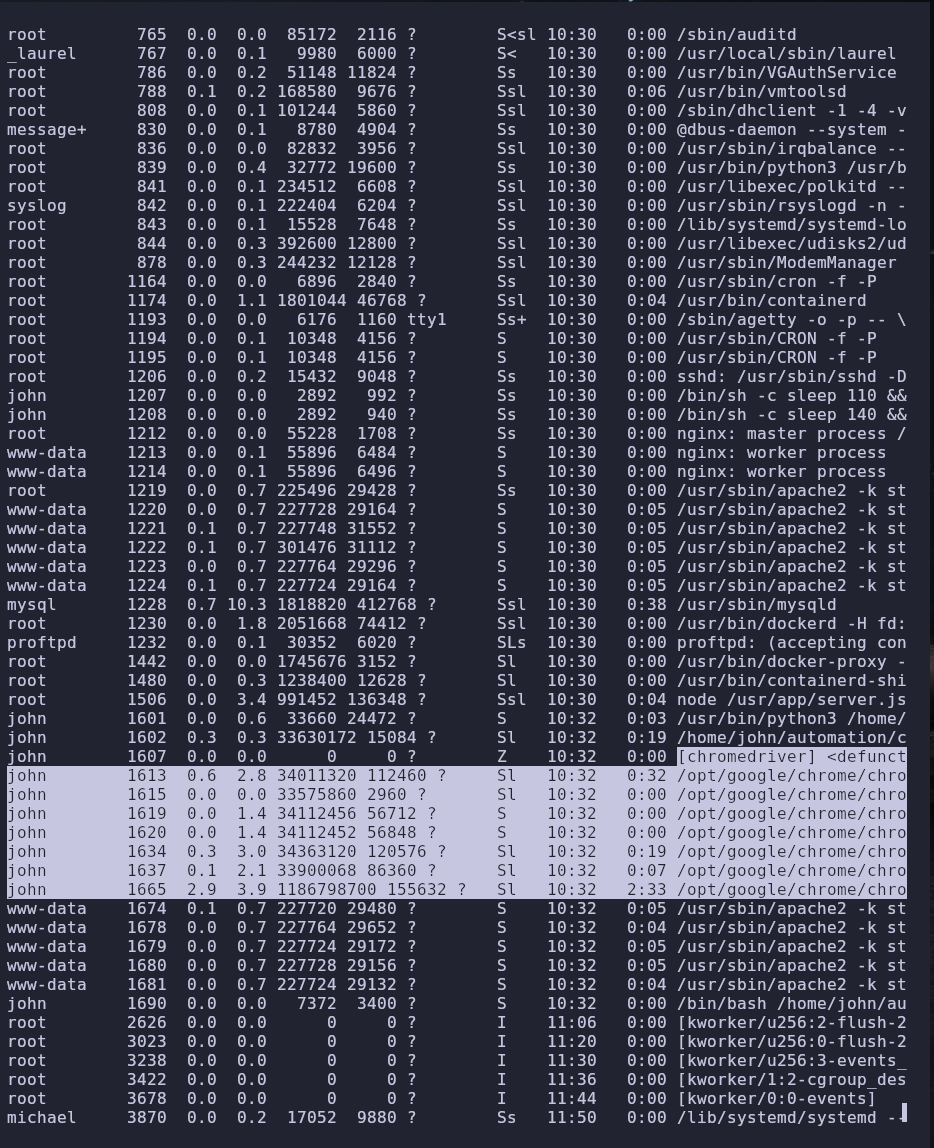 root 765 0.0 0.0 85172 2116 ? S<sl 10:30 0:00 /sbin/auditd
_laurel 767 0.0 0.1 9980 6000 ? S< 10:30 0:00 /usr/local/sbin/laurel
root 786 0.0 0.2 51148 11824 ? Ss 10:30 0:00 /usr/bin/VGAuthService
root 788 0.1 0.2 168580 9676 ? Ssl 10:30 0:06 /usr/bin/vmtoolsd
root 808 0.0 0.1 101244 5860 ? Ssl 10:30 0:00 /sbin/dhclient -1 -4 -v
message+ 830 0.0 0.1 8780 4904 ? Ss 10:30 0:00 @dbus-daemon --system -
root 836 0.0 0.0 82832 3956 ? Ssl 10:30 0:00 /usr/sbin/irqbalance --
root 839 0.0 0.4 32772 19600 ? Ss 10:30 0:00 /usr/bin/python3 /usr/b
root 841 0.0 0.1 234512 6608 ? Ssl 10:30 0:00 /usr/libexec/polkitd --
syslog 842 0.0 0.1 222404 6204 ? Ssl 10:30 0:00 /usr/sbin/rsyslogd -n -
root 843 0.0 0.1 15528 7648 ? Ss 10:30 0:00 /lib/systemd/systemd-lo
root 844 0.0 0.3 392600 12800 ? Ssl 10:30 0:00 /usr/libexec/udisks2/ud
root 878 0.0 0.3 244232 12128 ? Ssl 10:30 0:00 /usr/sbin/ModemManager
root 1164 0.0 0.0 6896 2840 ? Ss 10:30 0:00 /usr/sbin/cron -f -P
root 1174 0.0 1.1 1801044 46768 ? Ssl 10:30 0:04 /usr/bin/containerd
root 1193 0.0 0.0 6176 1160 tty1 Ss+ 10:30 0:00 /sbin/agetty -o -p -- \
root 1194 0.0 0.1 10348 4156 ? S 10:30 0:00 /usr/sbin/CRON -f -P
root 1195 0.0 0.1 10348 4156 ? S 10:30 0:00 /usr/sbin/CRON -f -P
root 1206 0.0 0.2 15432 9048 ? Ss 10:30 0:00 sshd: /usr/sbin/sshd -D
john 1207 0.0 0.0 2892 992 ? Ss 10:30 0:00 /bin/sh -c sleep 110 &&
john 1208 0.0 0.0 2892 940 ? Ss 10:30 0:00 /bin/sh -c sleep 140 &&
root 1212 0.0 0.0 55228 1708 ? Ss 10:30 0:00 nginx: master process /
www-data 1213 0.0 0.1 55896 6484 ? S 10:30 0:00 nginx: worker process
www-data 1214 0.0 0.1 55896 6496 ? S 10:30 0:00 nginx: worker process
root 1219 0.0 0.7 225496 29428 ? Ss 10:30 0:00 /usr/sbin/apache2 -k st
www-data 1220 0.0 0.7 227728 29164 ? S 10:30 0:05 /usr/sbin/apache2 -k st
www-data 1221 0.1 0.7 227748 31552 ? S 10:30 0:05 /usr/sbin/apache2 -k st
www-data 1222 0.1 0.7 301476 31112 ? S 10:30 0:05 /usr/sbin/apache2 -k st
www-data 1223 0.0 0.7 227764 29296 ? S 10:30 0:05 /usr/sbin/apache2 -k st
www-data 1224 0.1 0.7 227724 29164 ? S 10:30 0:05 /usr/sbin/apache2 -k st
mysql 1228 0.7 10.3 1818820 412768 ? Ssl 10:30 0:38 /usr/sbin/mysqld
root 1230 0.0 1.8 2051668 74412 ? Ssl 10:30 0:00 /usr/bin/dockerd -H fd:
proftpd 1232 0.0 0.1 30352 6020 ? SLs 10:30 0:00 proftpd: (accepting con
root 1442 0.0 0.0 1745676 3152 ? Sl 10:30 0:00 /usr/bin/docker-proxy -
root 1480 0.0 0.3 1238400 12628 ? Sl 10:30 0:00 /usr/bin/containerd-shi
root 1506 0.0 3.4 991452 136348 ? Ssl 10:30 0:04 node /usr/app/server.js
john 1601 0.0 0.6 33660 24472 ? S 10:32 0:03 /usr/bin/python3 /home/
john 1602 0.3 0.3 33630172 15084 ? Sl 10:32 0:19 /home/john/automation/c
john 1607 0.0 0.0 0 0 ? Z 10:32 0:00 [chromedriver] <defunct
john 1613 0.6 2.8 34011320 112460 ? Sl 10:32 0:32 /opt/google/chrome/chro
john 1615 0.0 0.0 33575860 2960 ? Sl 10:32 0:00 /opt/google/chrome/chro
john 1619 0.0 1.4 34112456 56712 ? S 10:32 0:00 /opt/google/chrome/chro
john 1620 0.0 1.4 34112452 56848 ? S 10:32 0:00 /opt/google/chrome/chro
john 1634 0.3 3.0 34363120 120576 ? Sl 10:32 0:19 /opt/google/chrome/chro
john 1637 0.1 2.1 33900068 86360 ? Sl 10:32 0:07 /opt/google/chrome/chro
john 1665 2.9 3.9 1186798700 155632 ? Sl 10:32 2:33 /opt/google/chrome/chro
www-data 1674 0.1 0.7 227720 29480 ? S 10:32 0:05 /usr/sbin/apache2 -k st
www-data 1678 0.0 0.7 227764 29652 ? S 10:32 0:04 /usr/sbin/apache2 -k st
www-data 1679 0.0 0.7 227724 29172 ? S 10:32 0:05 /usr/sbin/apache2 -k st
www-data 1680 0.0 0.7 227728 29156 ? S 10:32 0:05 /usr/sbin/apache2 -k st
www-data 1681 0.0 0.7 227724 29132 ? S 10:32 0:04 /usr/sbin/apache2 -k st
john 1690 0.0 0.0 7372 3400 ? S 10:32 0:00 /bin/bash /home/john/au
root 2626 0.0 0.0 0 0 ? I 11:06 0:00 [kworker/u256:2-flush-2
root 3023 0.0 0.0 0 0 ? I 11:20 0:00 [kworker/u256:0-flush-2
root 3238 0.0 0.0 0 0 ? I 11:30 0:00 [kworker/u256:3-events_
root 3422 0.0 0.0 0 0 ? I 11:36 0:00 [kworker/1:2-cgroup_des
root 3678 0.0 0.0 0 0 ? I 11:44 0:00 [kworker/0:0-events]
michael 3870 0.0 0.2 17052 9880 ? Ss 11:50 0:00 /lib/systemd/systemd --